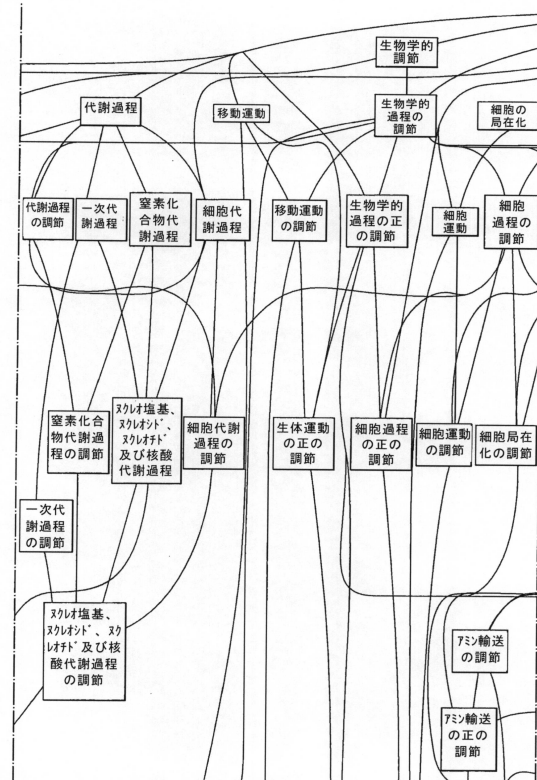 生物学的
調節
代謝過程
移動運動
生物学的
過程の
調節
細胞の
局在化
代謝過程
の調節
一次代
謝過程
窒素化
合物代
謝過程
細胞代
謝過程
移動運動
の調節
生物学的
過程の正
の調節
細胞
運動
細胞
過程の
調節
窒素化合
物代謝過
程の調節
ﾇｸﾚｵ塩基、
ﾇｸﾚｵｼﾄﾞ、
ﾇｸﾚｵﾁﾄﾞ
及び核酸
代謝過程
細胞代謝
過程の
調節
生体運動
の正の
調節
細胞過程
の正の
調節
細胞運動
の調節
細胞局在
化の調節
一次代
謝過程
の調節
ﾇｸﾚｵ塩基、
ﾇｸﾚｵｼﾄﾞ、ﾇｸ
ﾚｵﾁﾄﾞ及び核
酸代謝過程
の調節
ｱﾐﾝ輸送
の調節
ｱﾐﾝ輸送
の正の
調節